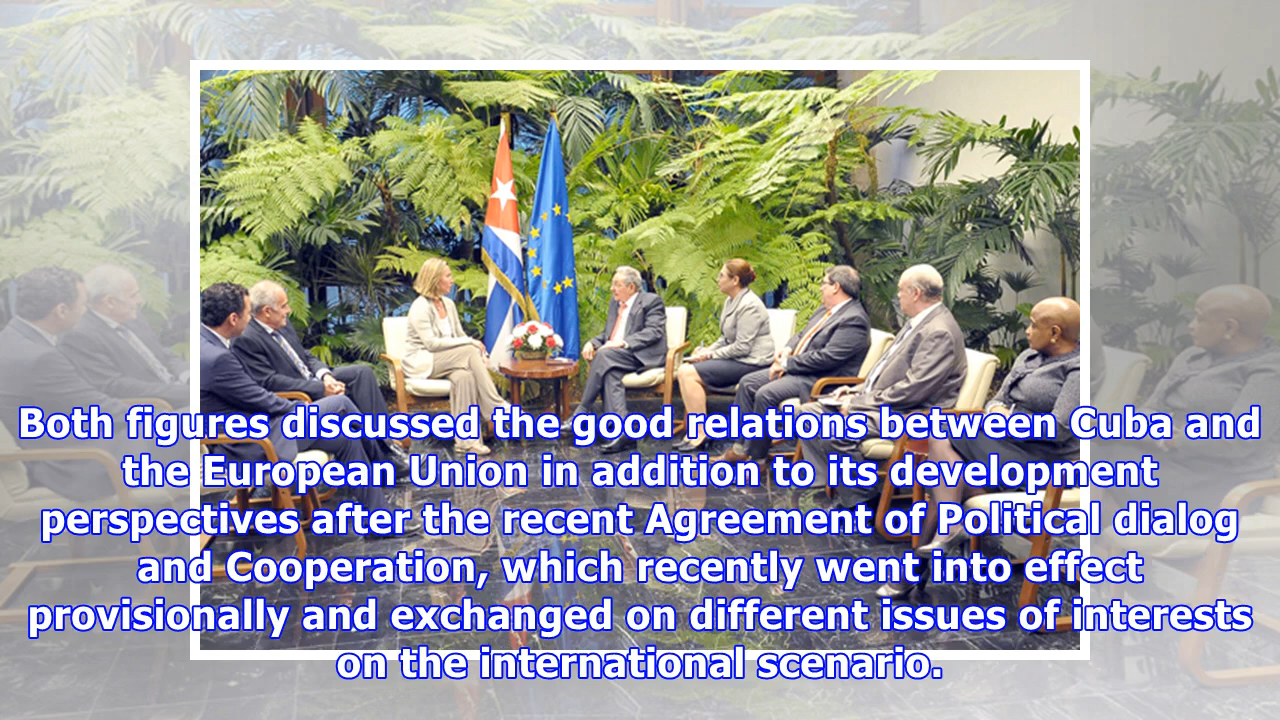 Both figures discussed the good relations between Cuba and
the European Union in addition to its development
perspectives after the recent Agreement of Political dialog
and Cooperation, which recently went into effect
provisionally and exchanged on different issues of interests
on the international scenario.